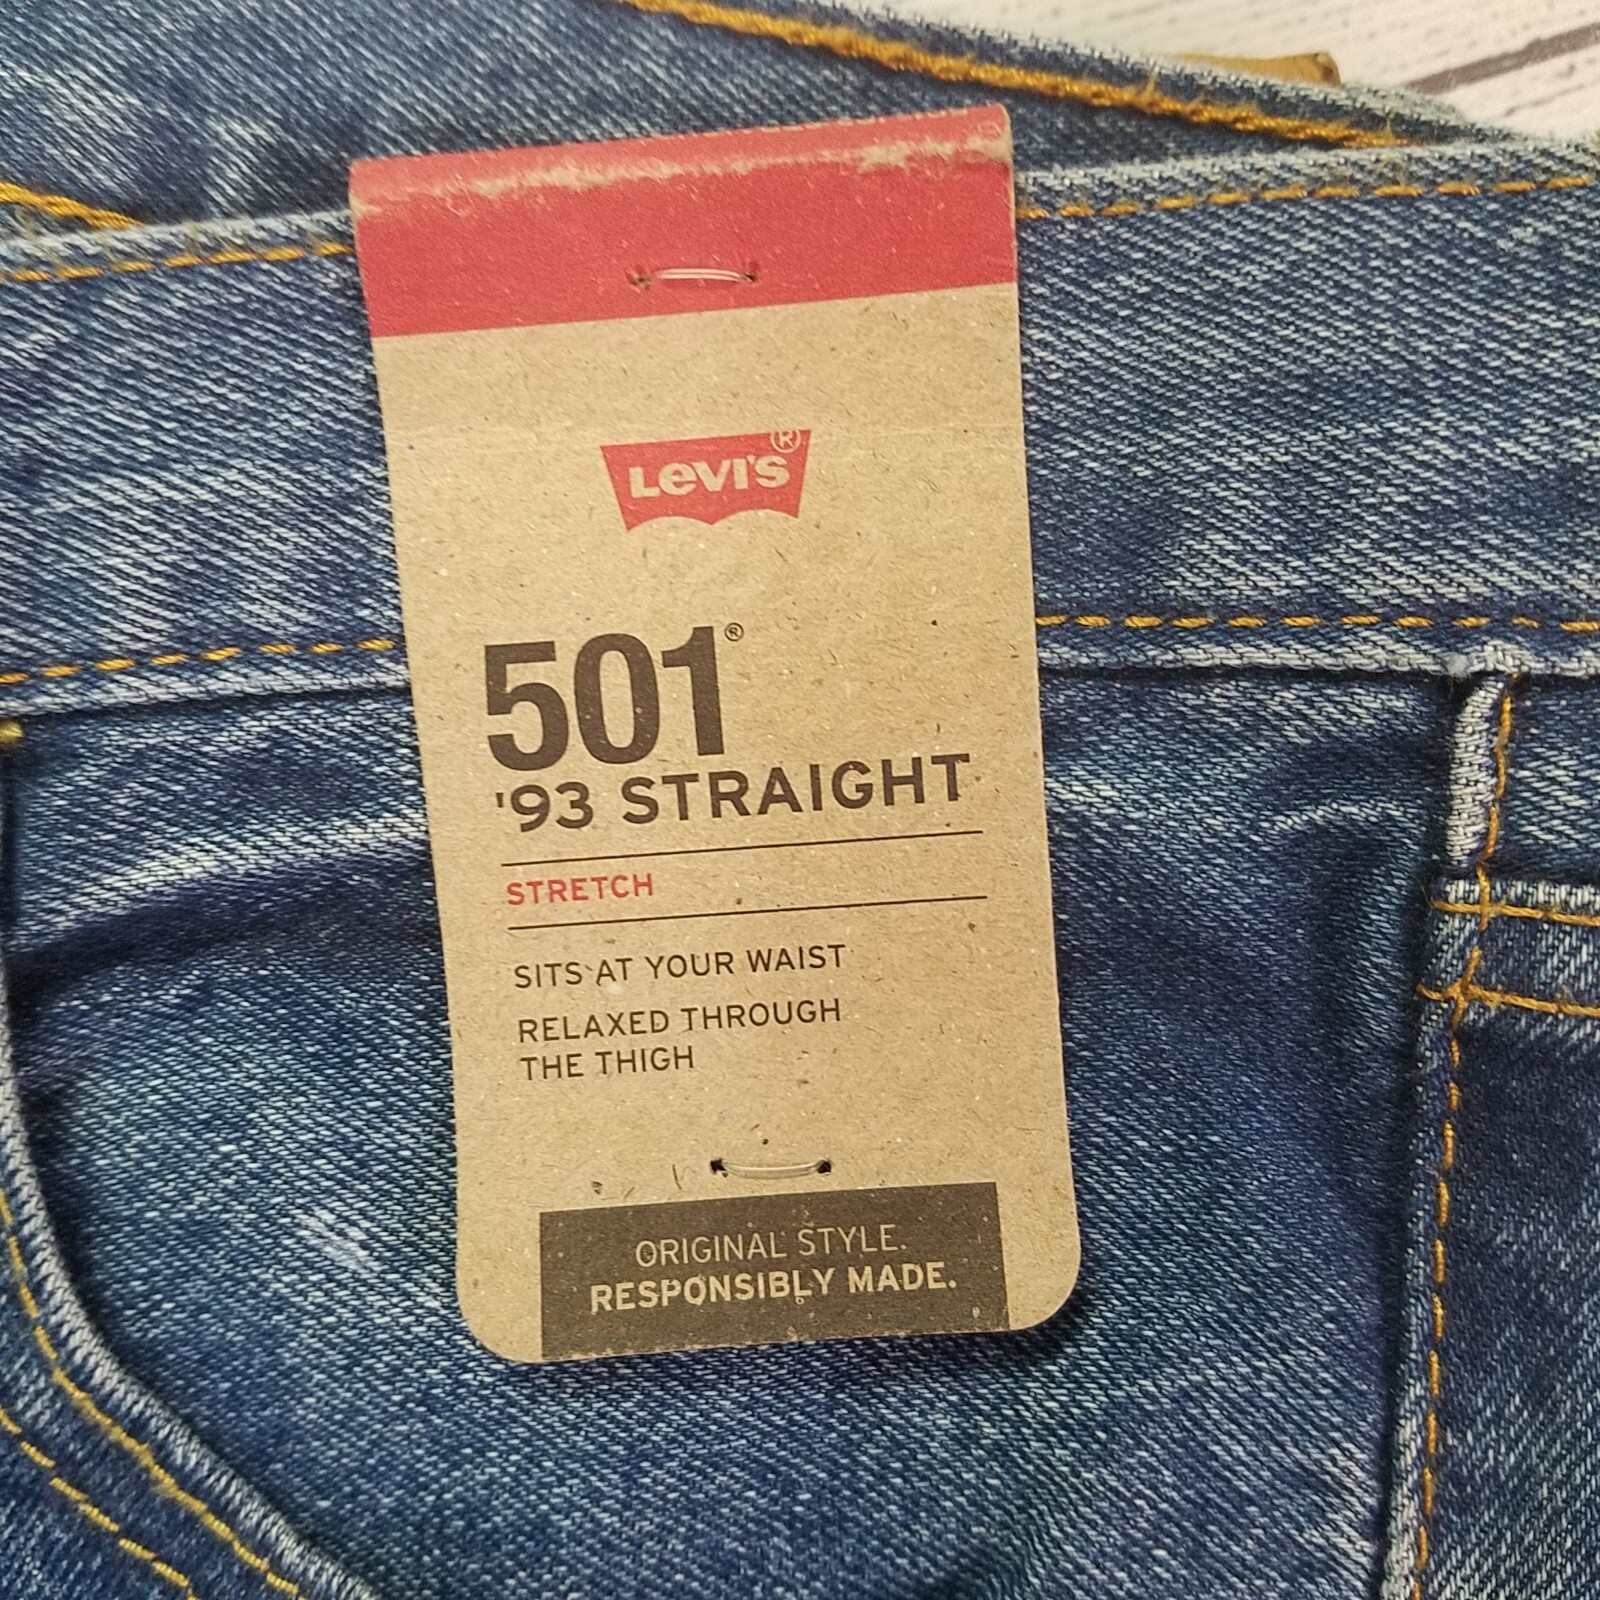 LEVI'S®
501®
'93 STRAIGHT
STRETCH
SITS AT YOUR WAIST
RELAXED THROUGH
THE THIGH
ORIGINAL STYLE.
RESPONSIBLY MADE.